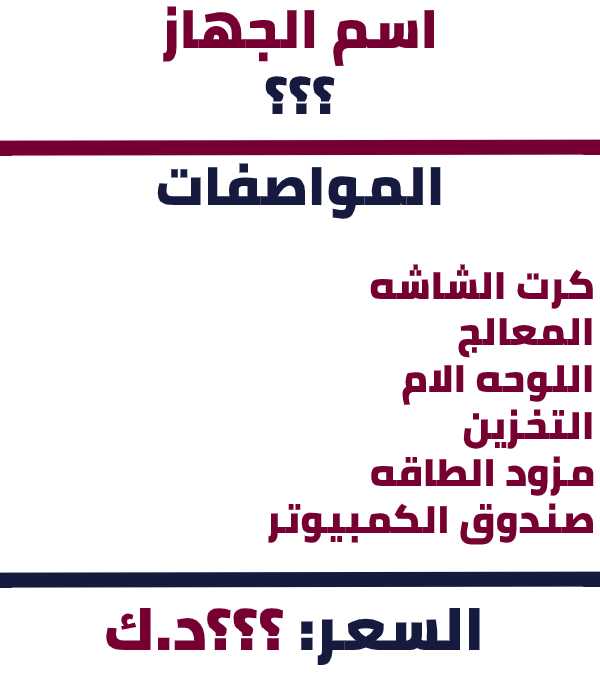 اسم الجهاز
؟؟؟
المواصفات
كرت الشاشه
المعالج
اللوحه الام
التخزين
مزود الطاقه
صندوق الكمبيوتر
السعر: ؟؟؟د.ك